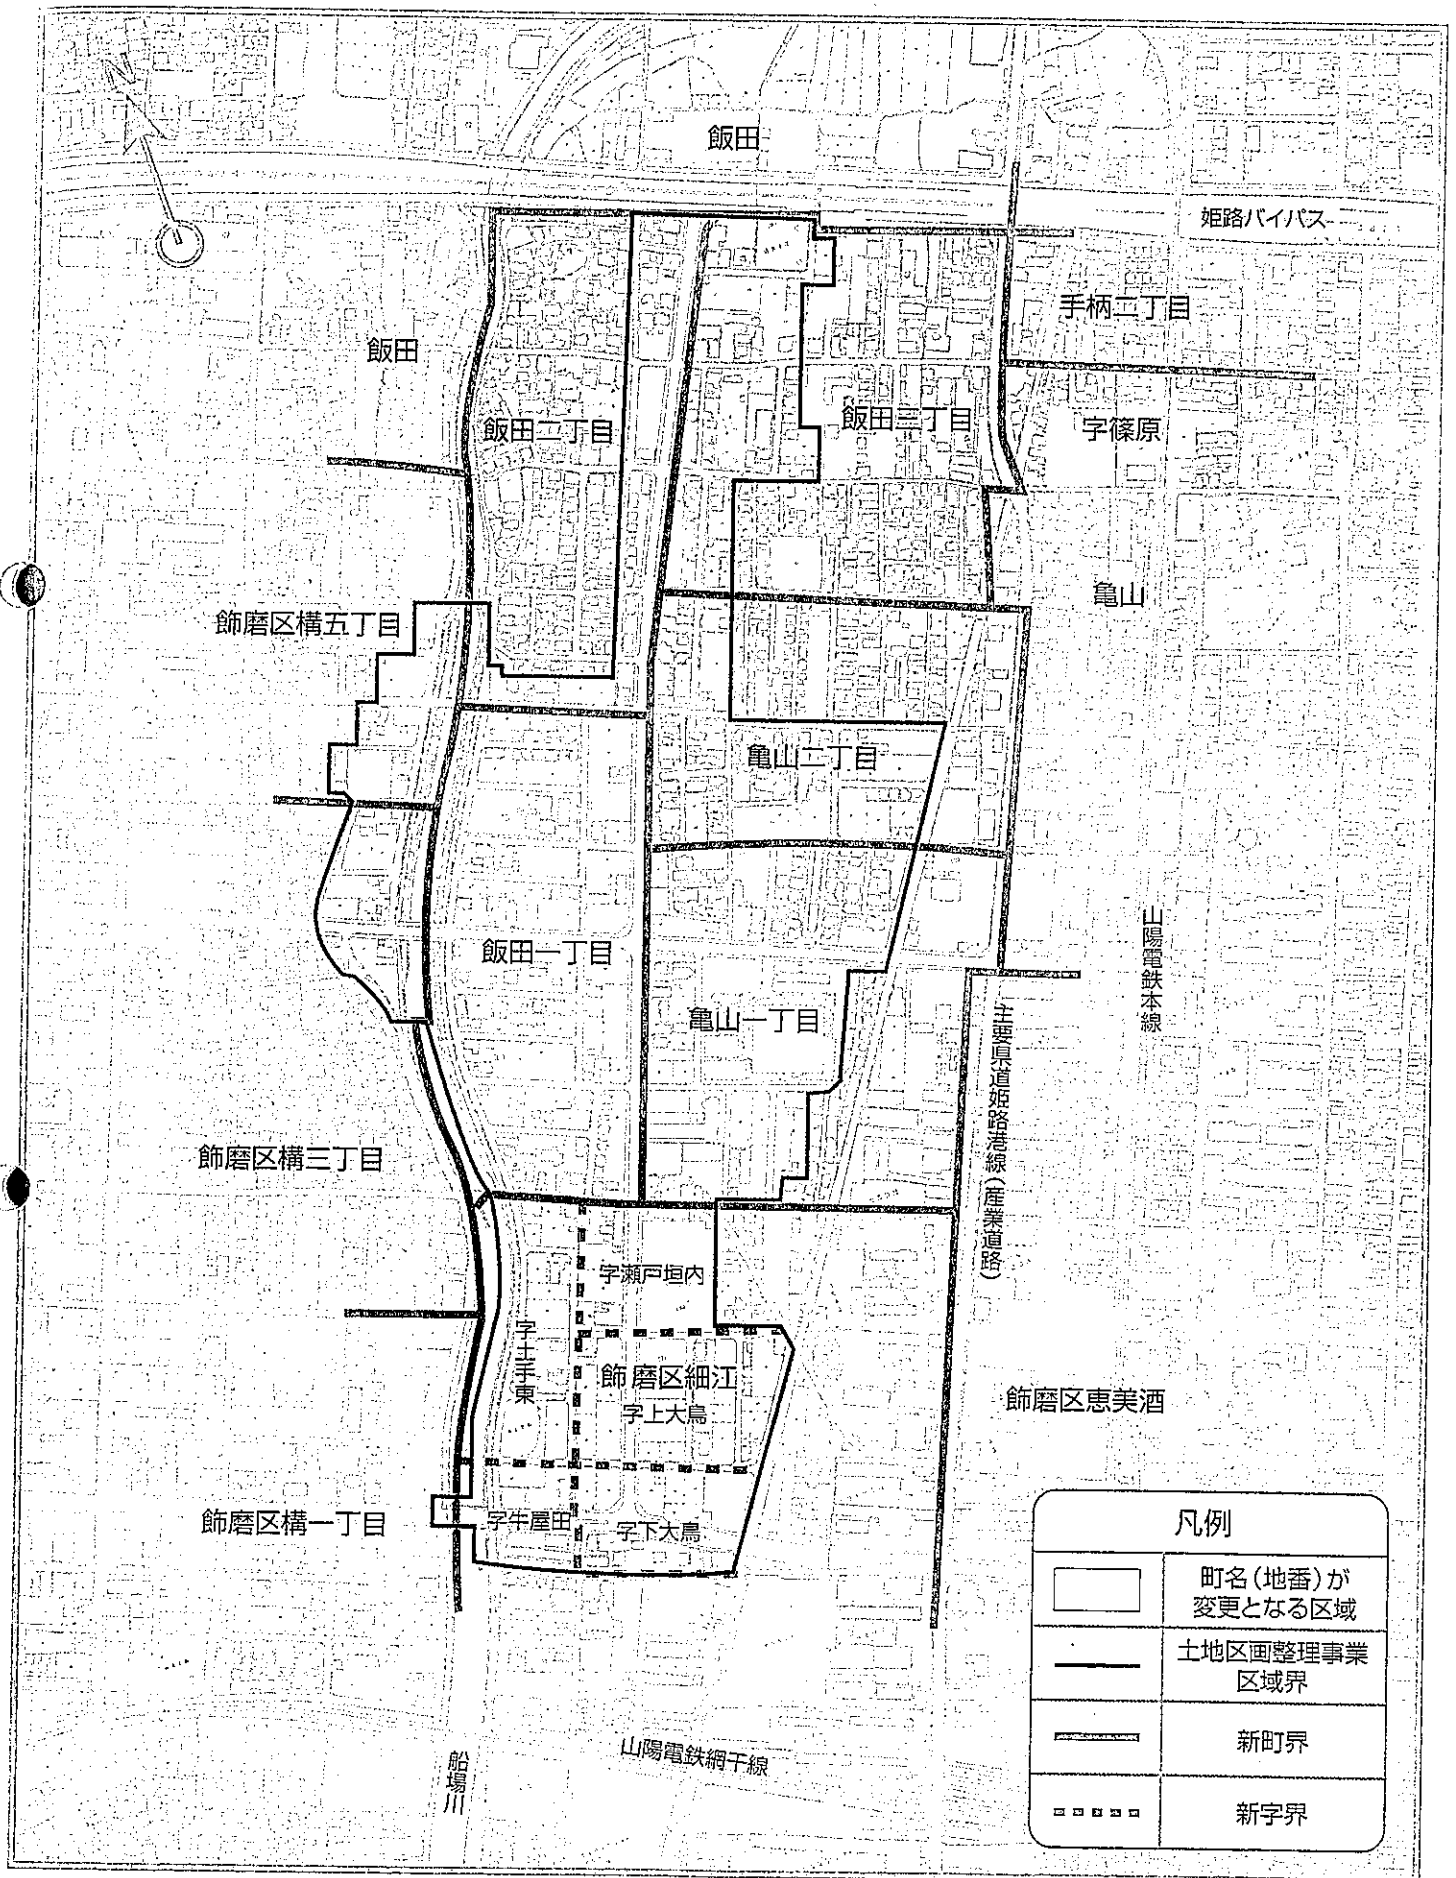 N
飯田
姫路バイパス
手柄二丁目
飯田
飯田二丁目
飯田三丁目
字篠原
亀山
飾磨区構五丁目
亀山二丁目
飯田一丁目
亀山一丁目
山陽電鉄本線
主要県道姫路港線(産業道路)
飾磨区構三丁目
字瀬戸垣内
字土手東
飾磨区細江
字上大鳥
飾磨区恵美酒
飾磨区構一丁目
字牛屋田
字下大鳥
船場川
山陽電鉄網干線
凡例
町名(地番)が
変更となる区域
土地区画整理事業
区域界
新町界
新字界